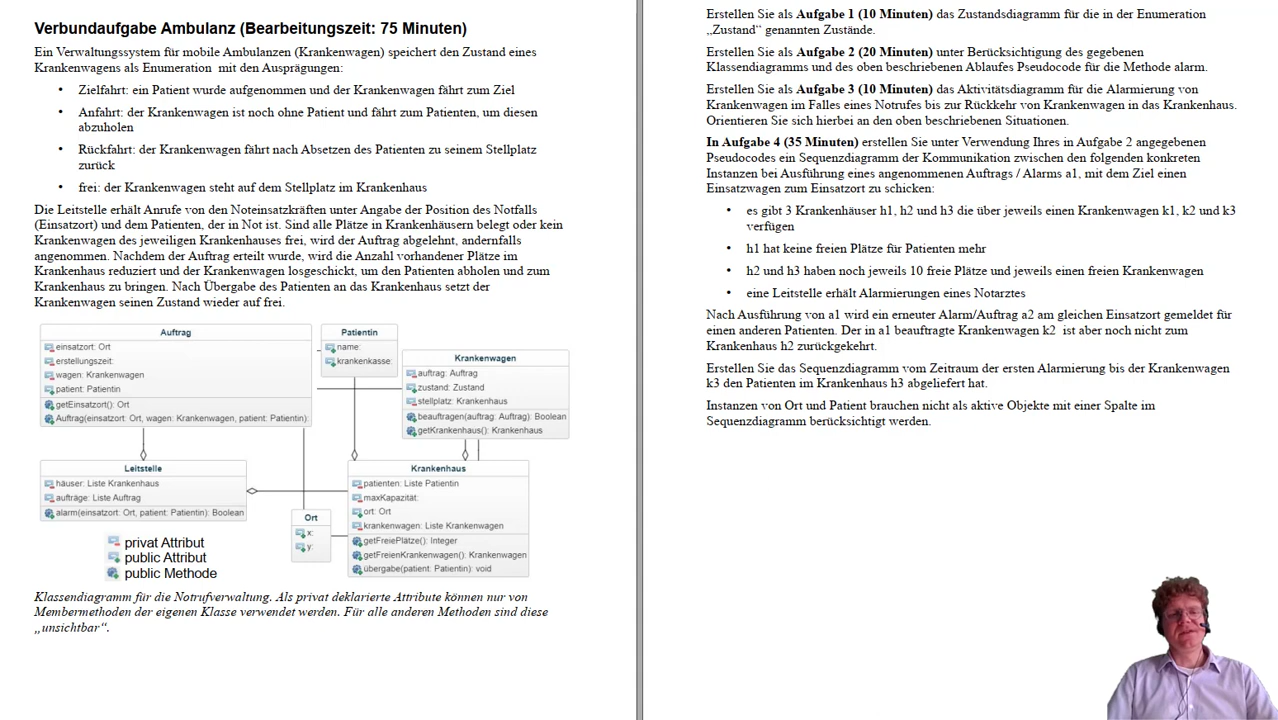 Verbundaufgabe Ambulanz (Bearbeitungszeit: 75 Minuten)
Ein Verwaltungssystem für mobile Ambulanzen (Krankenwagen) speichert den Zustand eines
Krankenwagens als Enumeration mit den Ausprägungen:
• Zielfahrt: ein Patient wurde aufgenommen und der Krankenwagen fährt zum Ziel
• Anfahrt: der Krankenwagen ist noch ohne Patient und fährt zum Patienten, um diesen
abzuholen
• Rückfahrt: der Krankenwagen fährt nach Absetzen des Patienten zu seinem Stellplatz
zurück
• frei: der Krankenwagen steht auf dem Stellplatz im Krankenhaus
Die Leitstelle erhält Anrufe von den Noteinsatzkräften unter Angabe der Position des Notfalls
(Einsatzort) und dem Patienten, der in Not ist. Sind alle Plätze in Krankenhäusern belegt oder kein
Krankenwagen des jeweiligen Krankenhauses frei, wird der Auftrag abgelehnt, andernfalls
angenommen. Nachdem der Auftrag erteilt wurde, wird die Anzahl vorhandener Plätze im
Krankenhaus reduziert und der Krankenwagen losgeschickt, um den Patienten abholen und zum
Krankenhaus zu bringen. Nach Übergabe des Patienten an das Krankenhaus setzt der
Krankenwagen seinen Zustand wieder auf frei.
Auftrag
einsatzort: Ort
erstellungszeit:
wagen: Krankenwagen
patient: Patientin
getEinsatzort(): Ort
Auftrag(einsatzort: Ort, wagen: Krankenwagen, patient: Patientin):
Patientin
name:
krankenkasse:
Krankenwagen
auftrag: Auftrag
zustand: Zustand
stellplatz: Krankenhaus
beauftragen(auftrag: Auftrag): Boolean
getKrankenhaus(): Krankenhaus
Leitstelle
häuser: Liste Krankenhaus
aufträge: Liste Auftrag
alarm(einsatzort: Ort, patient: Patientin): Boolean
Ort
x:
y:
Krankenhaus
patienten: Liste Patientin
maxKapazität:
ort: Ort
krankenwagen: Liste Krankenwagen
getFreiePlätze(): Integer
getFreienKrankenwagen(): Krankenwagen
übergabe(patient: Patientin): void
privat Attribut
public Attribut
public Methode
Klassendiagramm für die Notrufverwaltung. Als privat deklarierte Attribute können nur von
Membermethoden der eigenen Klasse verwendet werden. Für alle anderen Methoden sind diese
„unsichtbar“.
Erstellen Sie als Aufgabe 1 (10 Minuten) das Zustandsdiagramm für die in der Enumeration
„Zustand“ genannten Zustände.
Erstellen Sie als Aufgabe 2 (20 Minuten) unter Berücksichtigung des gegebenen
Klassendiagramms und des oben beschriebenen Ablaufes Pseudocode für die Methode alarm.
Erstellen Sie als Aufgabe 3 (10 Minuten) das Aktivitätsdiagramm für die Alarmierung von
Krankenwagen im Falles eines Notrufes bis zur Rückkehr von Krankenwagen in das Krankenhaus.
Orientieren Sie sich hierbei an den oben beschriebenen Situationen.
In Aufgabe 4 (35 Minuten) erstellen Sie unter Verwendung Ihres in Aufgabe 2 angegebenen
Pseudocodes ein Sequenzdiagramm der Kommunikation zwischen den folgenden konkreten
Instanzen bei Ausführung eines angenommenen Auftrags / Alarms a1, mit dem Ziel einen
Einsatzwagen zum Einsatzort zu schicken:
• es gibt 3 Krankenhäuser h1, h2 und h3 die über jeweils einen Krankenwagen k1, k2 und k3
verfügen
• h1 hat keine freien Plätze für Patienten mehr
• h2 und h3 haben noch jeweils 10 freie Plätze und jeweils einen freien Krankenwagen
• eine Leitstelle erhält Alarmierungen eines Notarztes
Nach Ausführung von a1 wird ein erneuter Alarm/Auftrag a2 am gleichen Einsatzort gemeldet für
einen anderen Patienten. Der in a1 beauftragte Krankenwagen k2 ist aber noch nicht zum
Krankenhaus h2 zurückgekehrt.
Erstellen Sie das Sequenzdiagramm vom Zeitraum der ersten Alarmierung bis der Krankenwagen
k3 den Patienten im Krankenhaus h3 abgeliefert hat.
Instanzen von Ort und Patient brauchen nicht als aktive Objekte mit einer Spalte im
Sequenzdiagramm berücksichtigt werden.